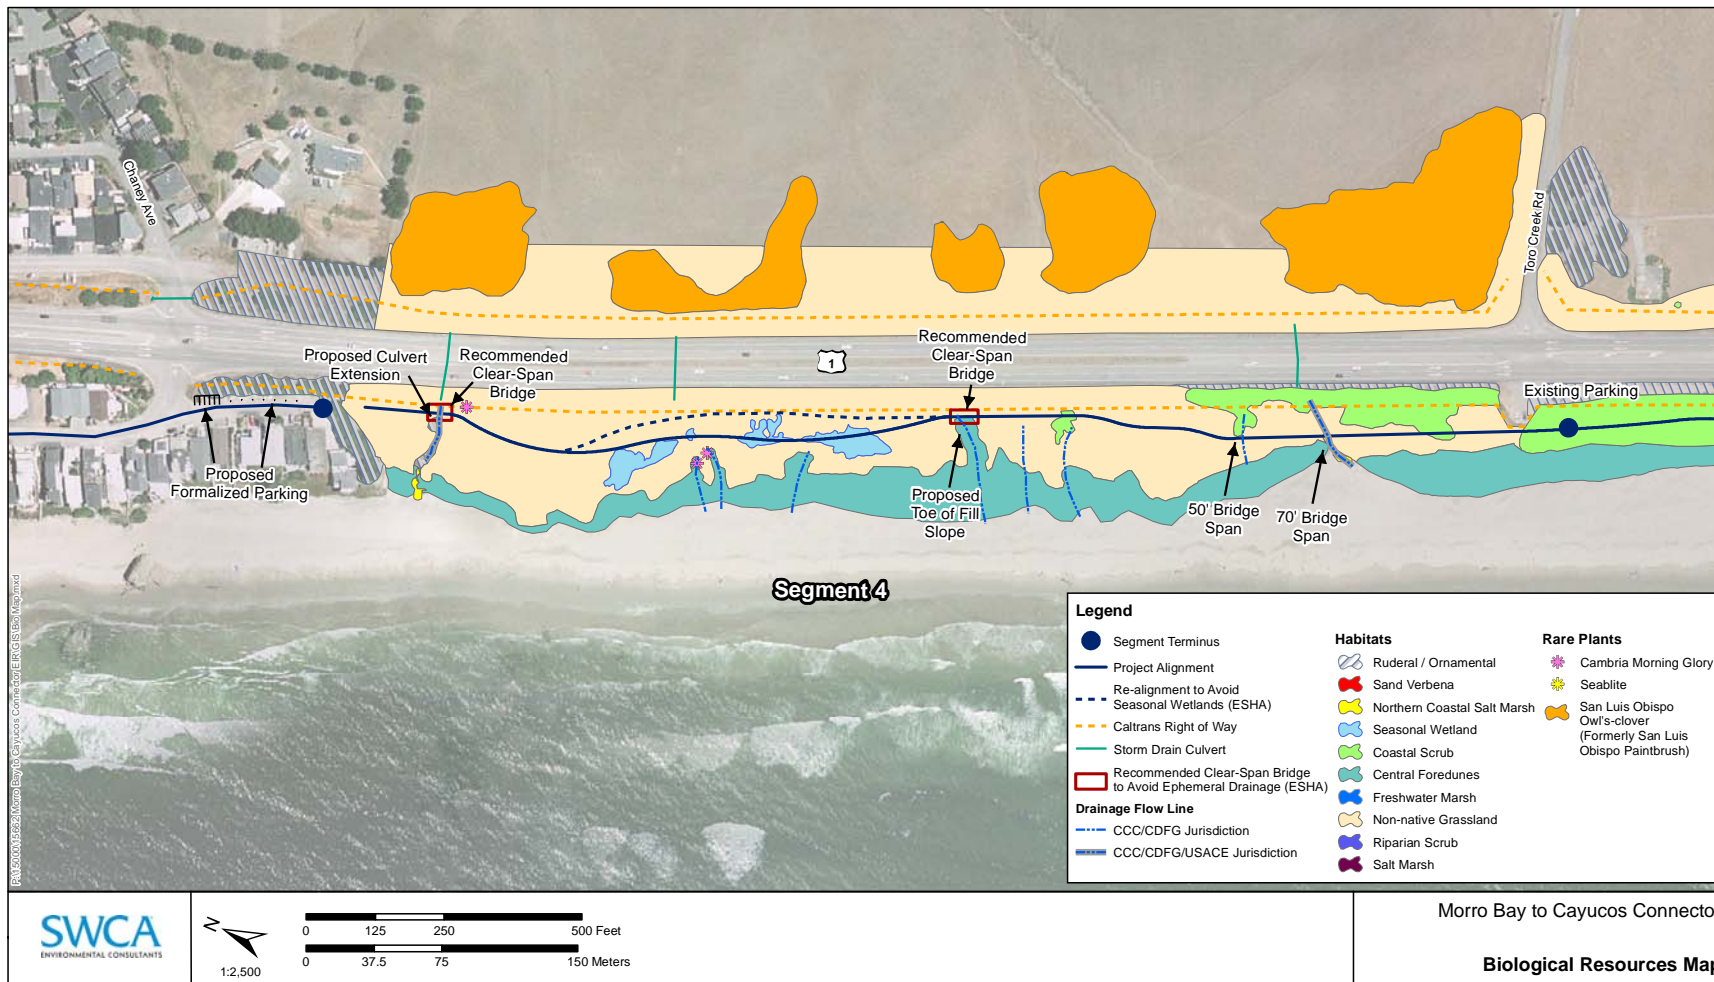 Chaney Ave
Toro Creek Rd
Proposed Culvert
Extension
Recommended
Clear-Span
Bridge
1
Recommended
Clear-Span
Bridge
Existing Parking
Proposed
Formalized Parking
Proposed
Toe of Fill
Slope
50' Bridge
Span
70' Bridge
Span
Segment 4
Legend
Segment Terminus
Project Alignment
Re-alignment to Avoid
Seasonal Wetlands (ESHA)
Caltrans Right of Way
Storm Drain Culvert
Recommended Clear-Span Bridge
to Avoid Ephemeral Drainage (ESHA)
Drainage Flow Line
CCC/CDFG Jurisdiction
CCC/CDFG/USACE Jurisdiction
Habitats
Ruderal / Ornamental
Sand Verbena
Northern Coastal Salt Marsh
Seasonal Wetland
Coastal Scrub
Central Foredunes
Freshwater Marsh
Non-native Grassland
Riparian Scrub
Salt Marsh
Rare Plants
Cambria Morning Glory
Seablite
San Luis Obispo
Owl's-clover
(Formerly San Luis
Obispo Paintbrush)
SWCA
ENVIRONMENTAL CONSULTANTS
N
1:2,500
0 125 250 500 Feet
0 37.5 75 150 Meters
Morro Bay to Cayucos Connecto
Biological Resources Map